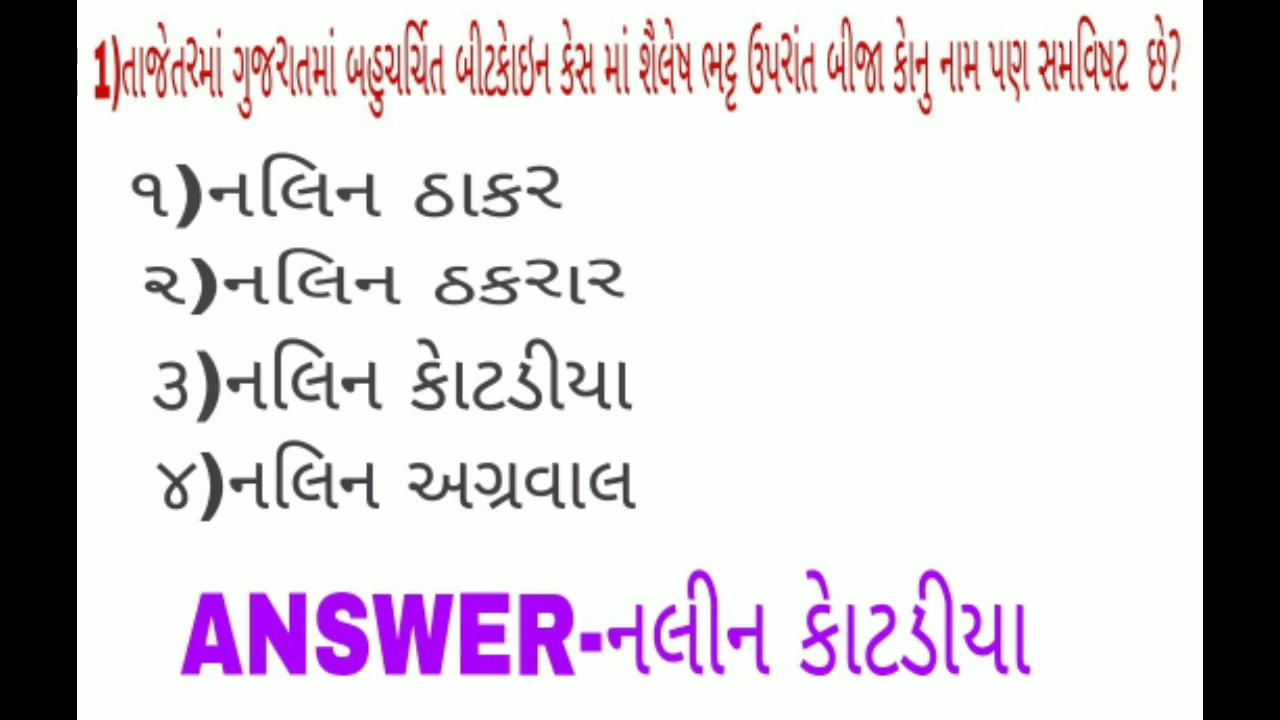 1)તાજેતરમાં ગુજરાતમાં બહુચર્ચિત બીટકોઇન કેસ માં શૈલેષ ભટ્ટ ઉપરાંત બીજા કોનુ નામ પણ સમવિષટ છે?
૧)નલિન ઠાકર
૨)નલિન ઠકરાર
૩)નલિન કોટડીયા
૪)નલિન અગ્રવાલ
ANSWER-નલીન કોટડીયા